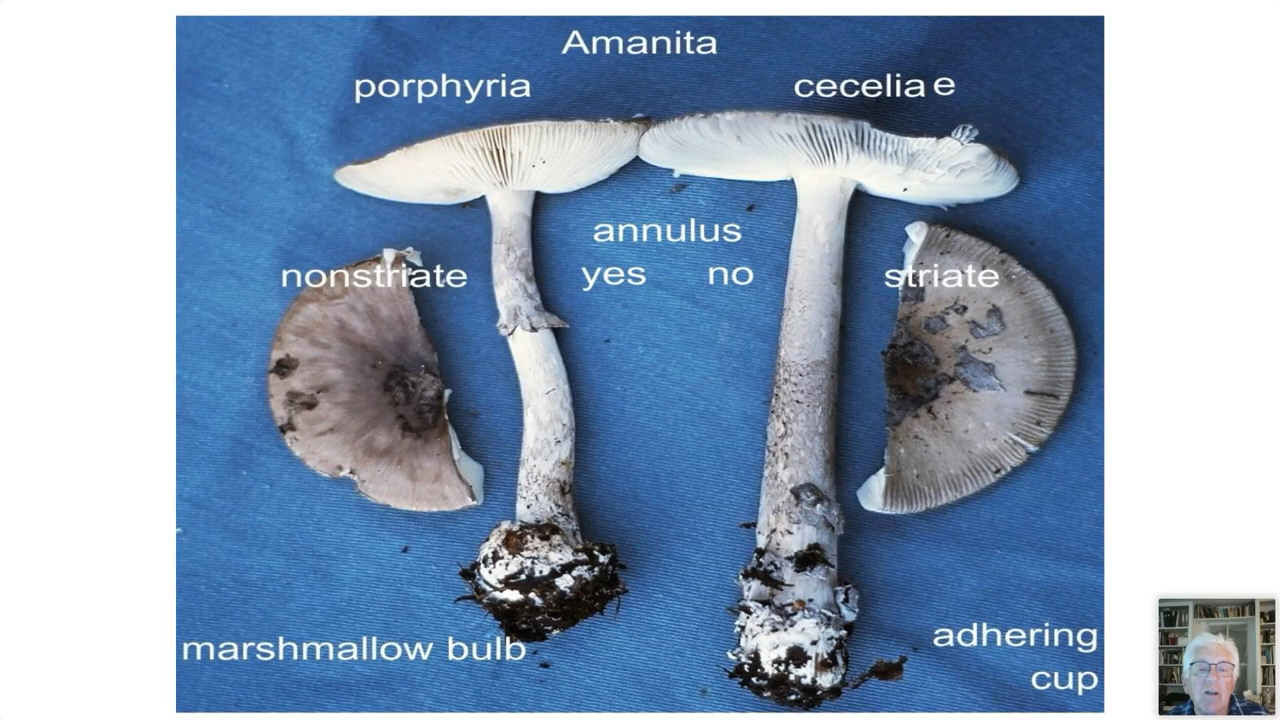 Amanita
porphyria cecelia e
annulus
nonstriate yes no striate
marshmallow bulb adhering
cup